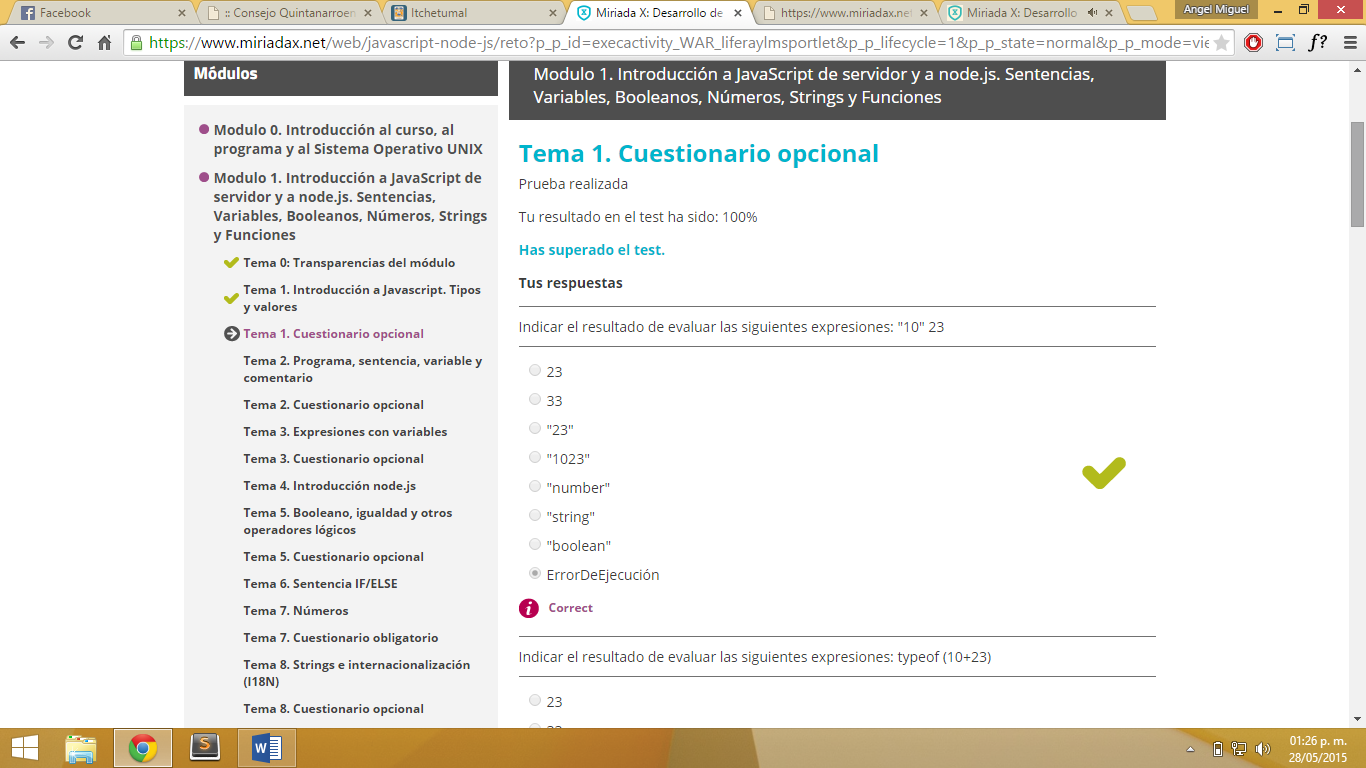 Facebook
:: Consejo Quintanarroen
Itchetumal
Miriada X: Desarrollo de
https://www.miriadax.net
Miriada X: Desarrollo
Angel Miguel
https://www.miriadax.net/web/javascript-node-js/reto?p_p_id=execactivity_WAR_liferaylmsportlet&p_p_lifecycle=1&p_p_state=normal&p_p_mode=vie
f?
Módulos
Modulo 0. Introducción al curso, al
programa y al Sistema Operativo UNIX
Modulo 1. Introducción a JavaScript de
servidor y a node.js. Sentencias,
Variables, Booleanos, Números, Strings
y Funciones
Tema 0: Transparencias del módulo
Tema 1. Introducción a Javascript. Tipos
y valores
Tema 1. Cuestionario opcional
Tema 2. Programa, sentencia, variable y
comentario
Tema 2. Cuestionario opcional
Tema 3. Expresiones con variables
Tema 3. Cuestionario opcional
Tema 4. Introducción node.js
Tema 5. Booleano, igualdad y otros
operadores lógicos
Tema 5. Cuestionario opcional
Tema 6. Sentencia IF/ELSE
Tema 7. Números
Tema 7. Cuestionario obligatorio
Tema 8. Strings e internacionalización
(I18N)
Tema 8. Cuestionario opcional
Modulo 1. Introducción a JavaScript de servidor y a node.js. Sentencias,
Variables, Booleanos, Números, Strings y Funciones
Tema 1. Cuestionario opcional
Prueba realizada
Tu resultado en el test ha sido: 100%
Has superado el test.
Tus respuestas
Indicar el resultado de evaluar las siguientes expresiones: "10" 23
23
33
"23"
"1023"
"number"
"string"
"boolean"
ErrorDeEjecución
i Correct
Indicar el resultado de evaluar las siguientes expresiones: typeof (10+23)
23
01:26 p. m.
28/05/2015